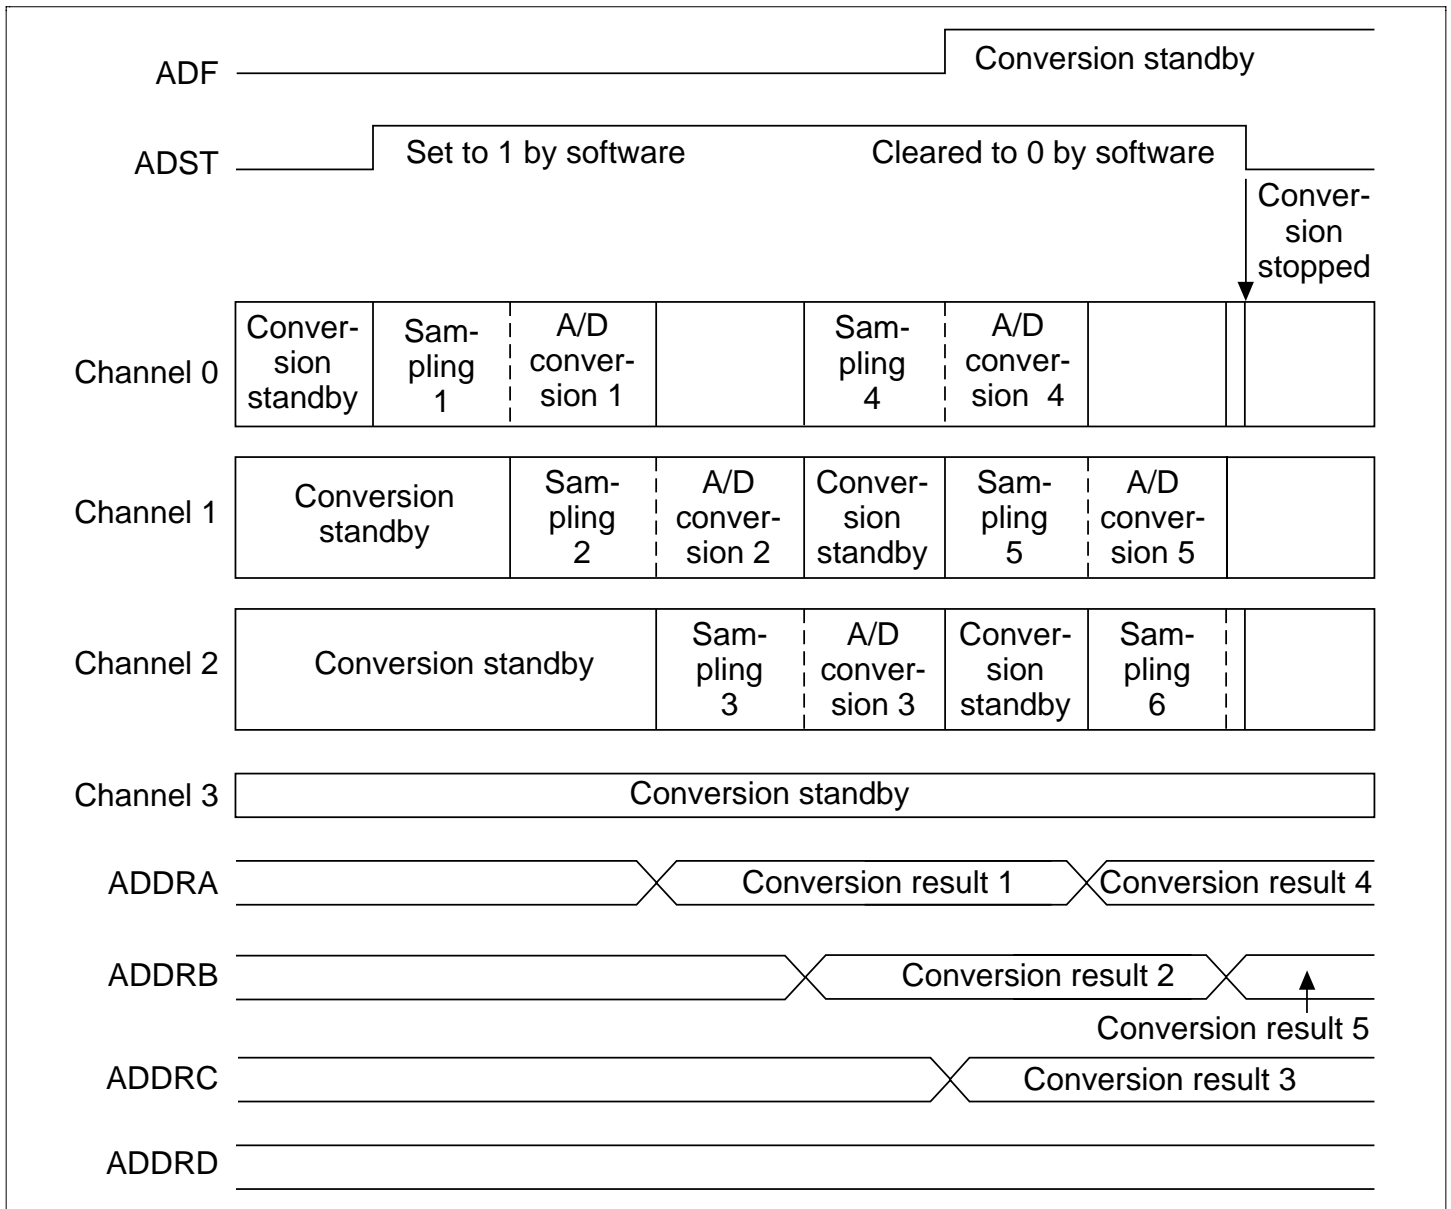 ADF
Conversion standby
ADST
Set to 1 by software
Cleared to 0 by software
Conver-
sion
stopped
Channel 0
Conver-
sion
standby
Sam-
pling
1
A/D
conver-
sion 1
Sam-
pling
4
A/D
conver-
sion 4
Channel 1
Conversion
standby
Sam-
pling
2
A/D
conver-
sion 2
Conver-
sion
standby
Sam-
pling
5
A/D
conver-
sion 5
Channel 2
Conversion standby
Sam-
pling
3
A/D
conver-
sion 3
Conver-
sion
standby
Sam-
pling
6
Channel 3
Conversion standby
ADDRA
Conversion result 1
Conversion result 4
ADDRB
Conversion result 2
Conversion result 5
ADDRC
Conversion result 3
ADDRD